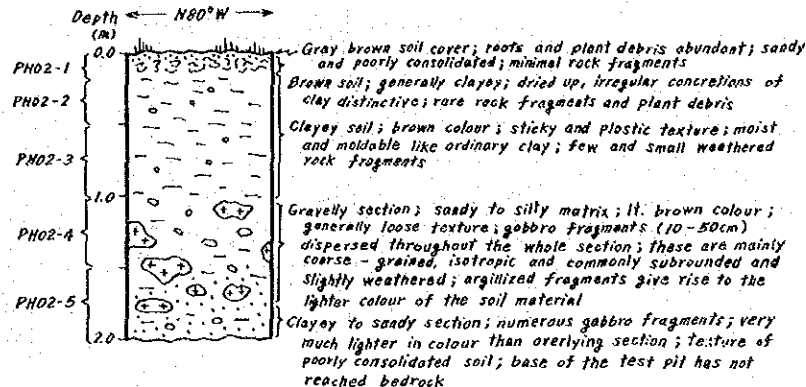 Depth
(m)
N80°W
0.0
PH02-1
PH02-2
PH02-3
1.0
PH02-4
PH02-5
2.0
Gray brown soil cover; roots and plant debris abundant; sandy
and poorly consolidated; minimal rock fragments
Brown soil; generally clayey; dried up, irregular concretions of
clay distinctive; rare rock fragments and plant debris
Clayey soil; brown colour; sticky and plastic texture; moist
and moldable like ordinary clay; few and small weathered
rock fragments
Gravelly section; sandy to silty matrix; lt. brown colour;
generally loose texture; gabbro fragments (10-50cm)
dispersed throughout the whole section; these are mainly
coarse-grained, isotropic and commonly subrounded and
slightly weathered; argillized fragments give rise to the
lighter colour of the soil material
Clayey to sandy section; numerous gabbro fragments; very
much lighter in colour than overlying section; texture of
poorly consolidated soil; base of the test pit has not
reached bedrock